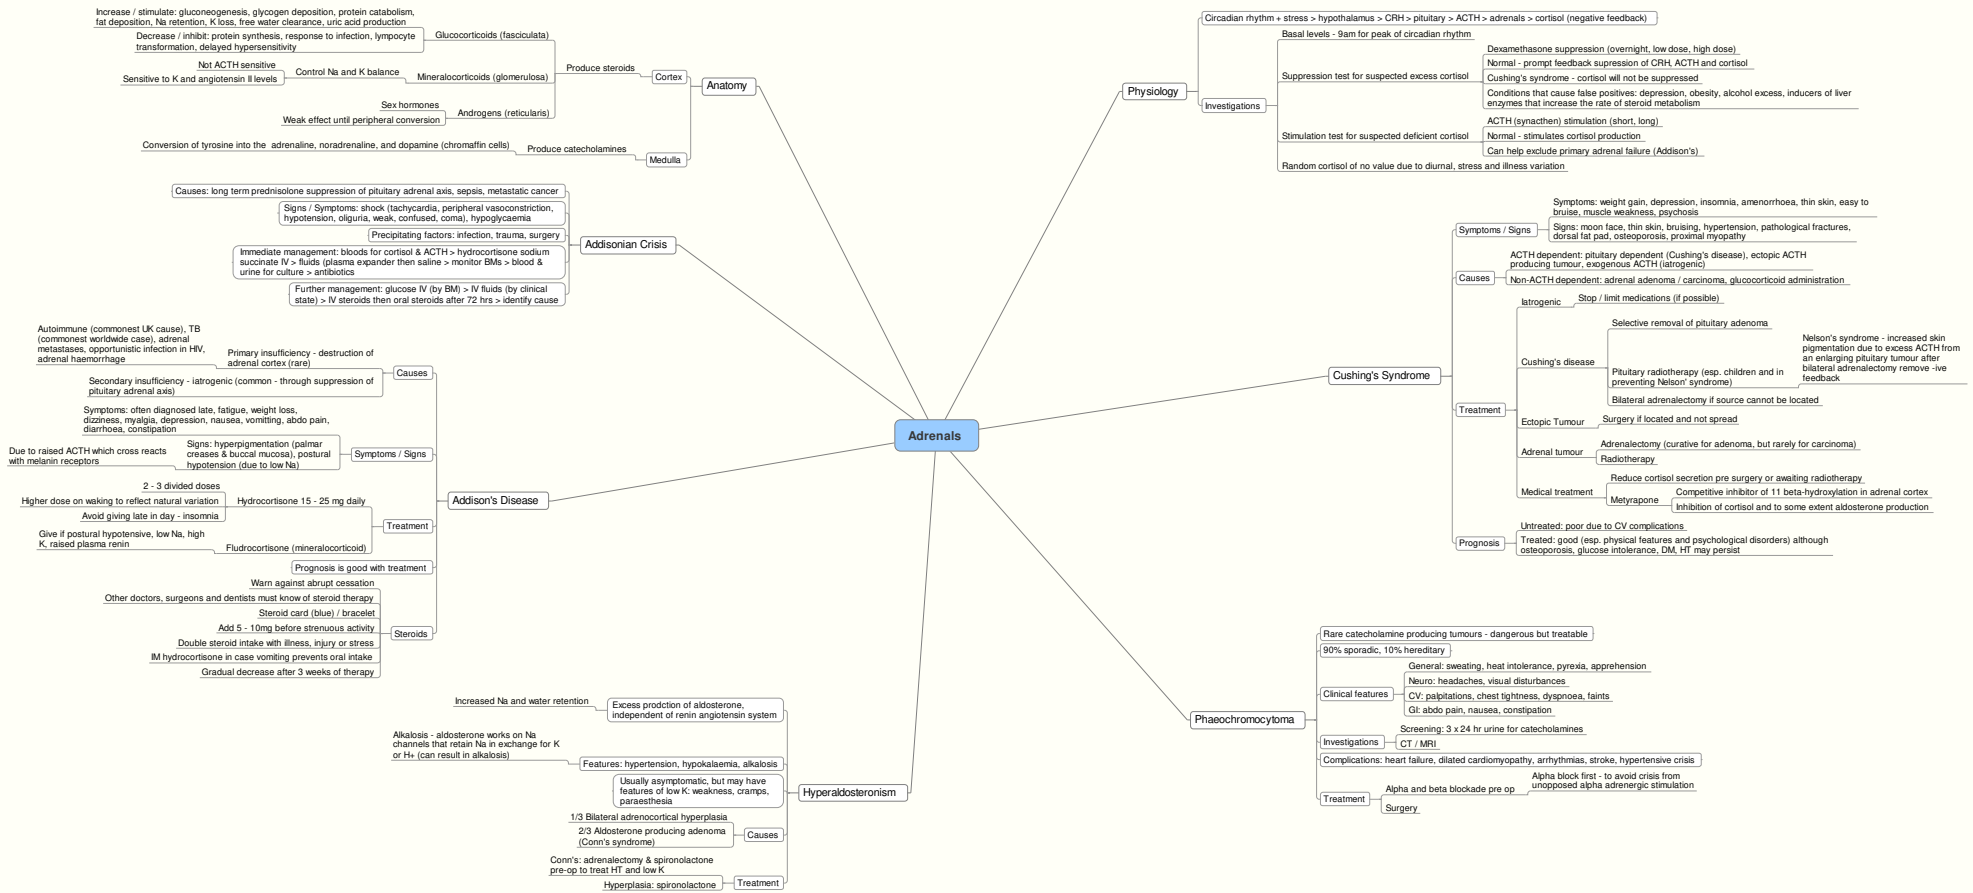 Adrenals
Anatomy
Cortex
Produce steroids
Glucocorticoids (fasciculata)
Increase / stimulate: gluconeogenesis, glycogen deposition, protein catabolism,
fat deposition, Na retention, K loss, free water clearance, uric acid production
Decrease / inhibit: protein synthesis, response to infection, lympocyte
transformation, delayed hypersensitivity
Mineralocorticoids (glomerulosa)
Control Na and K balance
Not ACTH sensitive
Sensitive to K and angiotensin II levels
Androgens (reticularis)
Sex hormones
Weak effect until peripheral conversion
Medulla
Produce catecholamines
Conversion of tyrosine into the adrenaline, noradrenaline, and dopamine (chromaffin cells)
Addisonian Crisis
Causes: long term prednisolone suppression of pituitary adrenal axis, sepsis, metastatic cancer
Signs / Symptoms: shock (tachycardia, peripheral vasoconstriction,
hypotension, oliguria, weak, confused, coma), hypoglycaemia
Precipitating factors: infection, trauma, surgery
Immediate management: bloods for cortisol & ACTH > hydrocortisone sodium
succinate IV > fluids (plasma expander then saline > monitor BMs > blood &
urine for culture > antibiotics
Further management: glucose IV (by BM) > IV fluids (by clinical
state) > IV steroids then oral steroids after 72 hrs > identify cause
Addison's Disease
Causes
Primary insufficiency - destruction of
adrenal cortex (rare)
Autoimmune (commonest UK cause), TB
(commonest worldwide case), adrenal
metastases, opportunistic infection in HIV,
adrenal haemorrhage
Secondary insufficiency - iatrogenic (common - through suppression of
pituitary adrenal axis)
Symptoms / Signs
Symptoms: often diagnosed late, fatigue, weight loss,
dizziness, myalgia, depression, nausea, vomitting, abdo pain,
diarrhoea, constipation
Signs: hyperpigmentation (palmar
creases & buccal mucosa), postural
hypotension (due to low Na)
Due to raised ACTH which cross reacts
with melanin receptors
Treatment
Hydrocortisone 15 - 25 mg daily
2 - 3 divided doses
Higher dose on waking to reflect natural variation
Avoid giving late in day - insomnia
Fludrocortisone (mineralocorticoid)
Give if postural hypotensive, low Na, high
K, raised plasma renin
Prognosis is good with treatment
Steroids
Warn against abrupt cessation
Other doctors, surgeons and dentists must know of steroid therapy
Steroid card (blue) / bracelet
Add 5 - 10mg before strenuous activity
Double steroid intake with illness, injury or stress
IM hydrocortisone in case vomiting prevents oral intake
Gradual decrease after 3 weeks of therapy
Hyperaldosteronism
Excess prodction of aldosterone,
independent of renin angiotensin system
Increased Na and water retention
Features: hypertension, hypokalaemia, alkalosis
Alkalosis - aldosterone works on Na
channels that retain Na in exchange for K
or H+ (can result in alkalosis)
Usually asymptomatic, but may have
features of low K: weakness, cramps,
paraesthesia
Causes
1/3 Bilateral adrenocortical hyperplasia
2/3 Aldosterone producing adenoma
(Conn's syndrome)
Treatment
Conn's: adrenalectomy & spironolactone
pre-op to treat HT and low K
Hyperplasia: spironolactone
Physiology
Circadian rhythm + stress > hypothalamus > CRH > pituitary > ACTH > adrenals > cortisol (negative feedback)
Investigations
Basal levels - 9am for peak of circadian rhythm
Suppression test for suspected excess cortisol
Dexamethasone suppression (overnight, low dose, high dose)
Normal - prompt feedback supression of CRH, ACTH and cortisol
Cushing's syndrome - cortisol will not be suppressed
Conditions that cause false positives: depression, obesity, alcohol excess, inducers of liver
enzymes that increase the rate of steroid metabolism
Stimulation test for suspected deficient cortisol
ACTH (synacthen) stimulation (short, long)
Normal - stimulates cortisol production
Can help exclude primary adrenal failure (Addison's)
Random cortisol of no value due to diurnal, stress and illness variation
Cushing's Syndrome
Symptoms / Signs
Symptoms: weight gain, depression, insomnia, amenorrhoea, thin skin, easy to
bruise, muscle weakness, psychosis
Signs: moon face, thin skin, bruising, hypertension, pathological fractures,
dorsal fat pad, osteoporosis, proximal myopathy
Causes
ACTH dependent: pituitary dependent (Cushing's disease), ectopic ACTH
producing tumour, exogenous ACTH (iatrogenic)
Non-ACTH dependent: adrenal adenoma / carcinoma, glucocorticoid administration
Treatment
Iatrogenic
Stop / limit medications (if possible)
Cushing's disease
Selective removal of pituitary adenoma
Pituitary radiotherapy (esp. children and in
preventing Nelson' syndrome)
Nelson's syndrome - increased skin
pigmentation due to excess ACTH from
an enlarging pituitary tumour after
bilateral adrenalectomy remove -ive
feedback
Bilateral adrenalectomy if source cannot be located
Ectopic Tumour
Surgery if located and not spread
Adrenal tumour
Adrenalectomy (curative for adenoma, but rarely for carcinoma)
Radiotherapy
Medical treatment
Reduce cortisol secretion pre surgery or awaiting radiotherapy
Metyrapone
Competitive inhibitor of 11 beta-hydroxylation in adrenal cortex
Inhibition of cortisol and to some extent aldosterone production
Prognosis
Untreated: poor due to CV complications
Treated: good (esp. physical features and psychological disorders) although
osteoporosis, glucose intolerance, DM, HT may persist
Phaeochromocytoma
Rare catecholamine producing tumours - dangerous but treatable
90% sporadic, 10% hereditary
Clinical features
General: sweating, heat intolerance, pyrexia, apprehension
Neuro: headaches, visual disturbances
CV: palpitations, chest tightness, dyspnoea, faints
GI: abdo pain, nausea, constipation
Investigations
Screening: 3 x 24 hr urine for catecholamines
CT / MRI
Complications: heart failure, dilated cardiomyopathy, arrhythmias, stroke, hypertensive crisis
Treatment
Alpha and beta blockade pre op
Alpha block first - to avoid crisis from
unopposed alpha adrenergic stimulation
Surgery